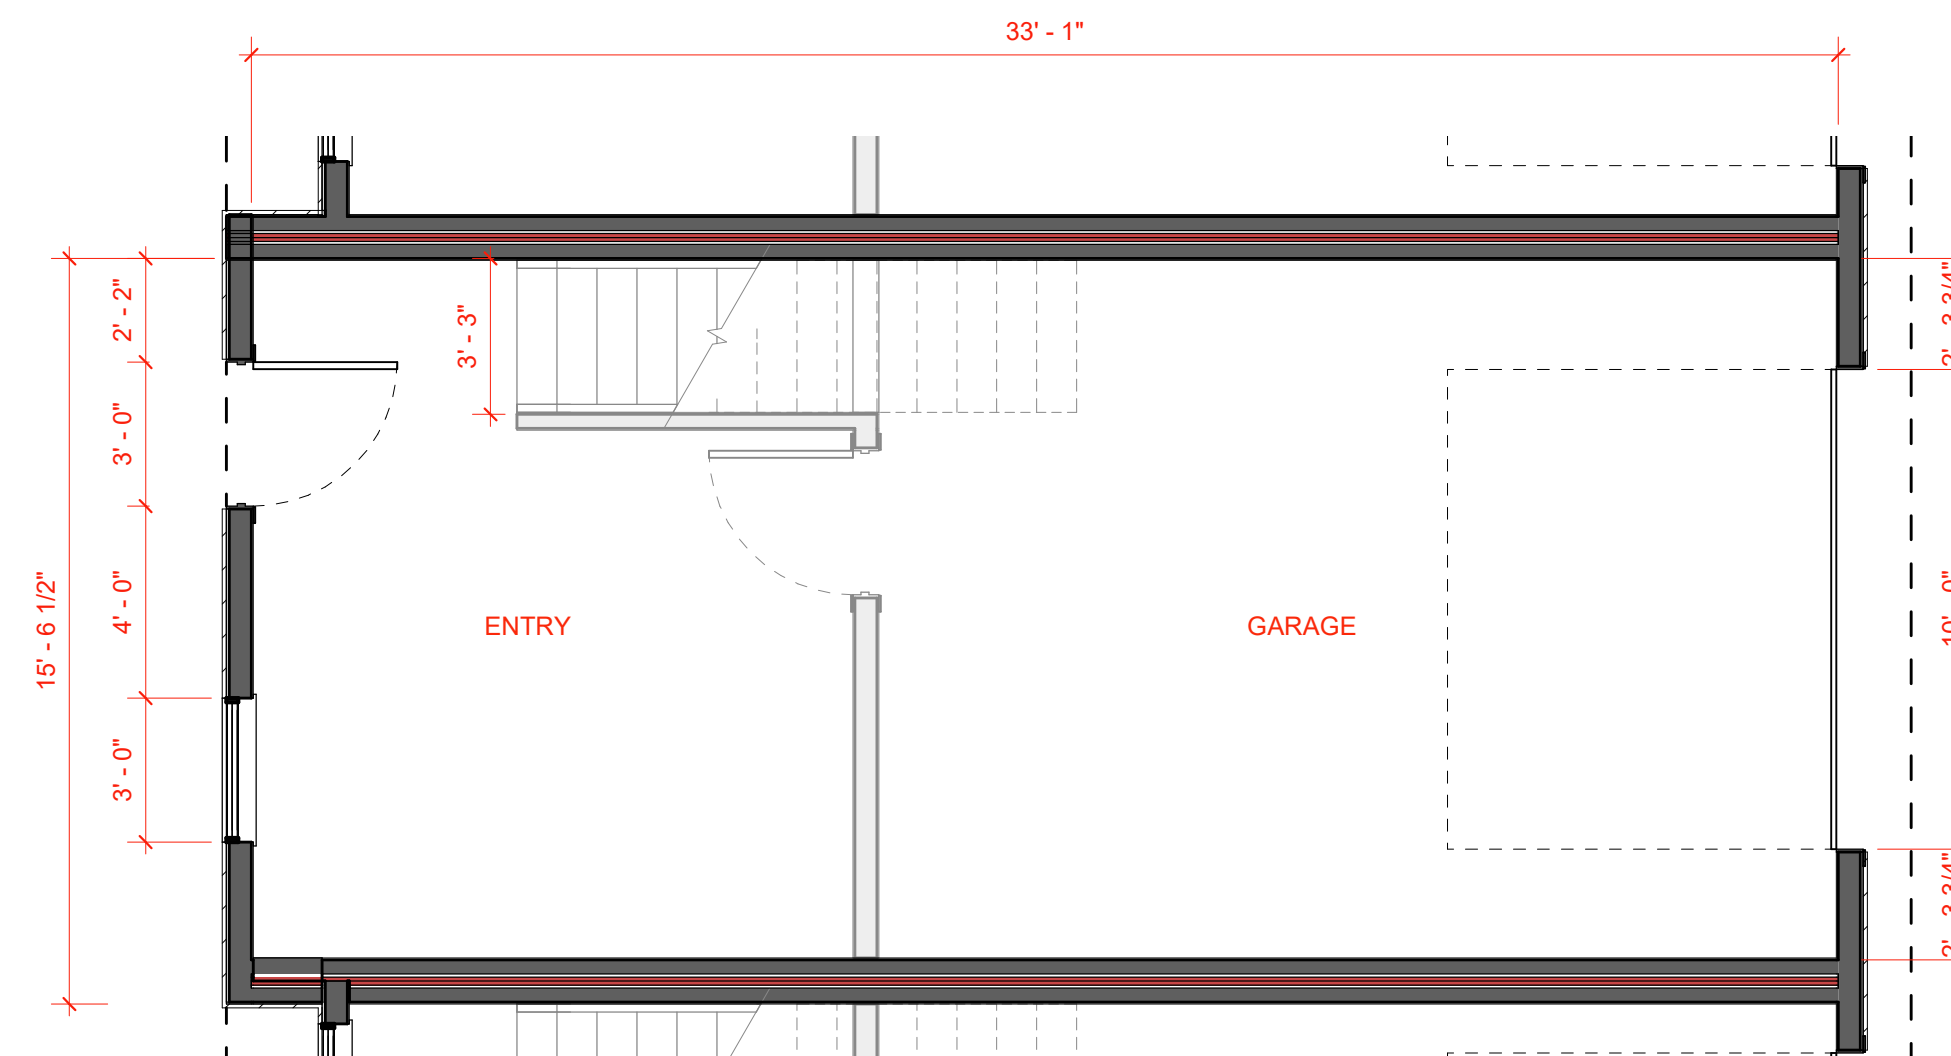 33' - 1"
2' - 2"
3' - 3"
3' - 0"
4' - 0"
15' - 6 1/2"
ENTRY
GARAGE
3' - 0"